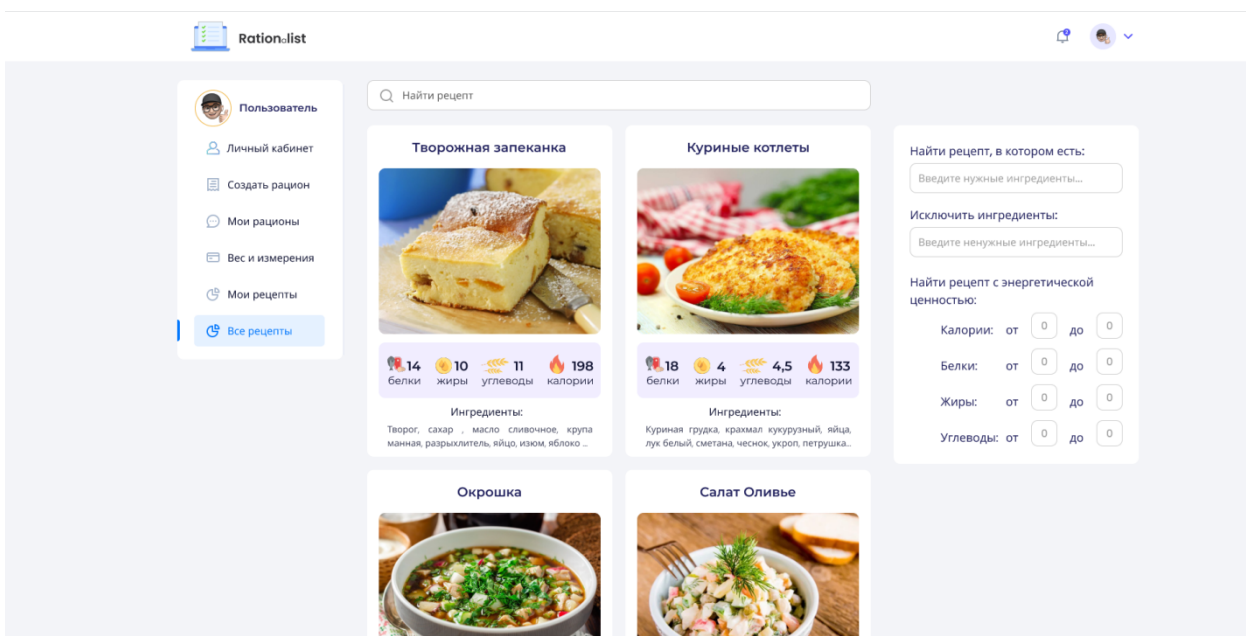 Rationolist
Пользователь
Личный кабинет
Создать рацион
Мои рационы
Вес и измерения
Мои рецепты
Все рецепты
Найти рецепт
Творожная запеканка
14 10 11 198
белки жиры углеводы калории
Ингредиенты:
Творог, сахар , масло сливочное, крупа
манная, разрыхлитель, яйцо, изюм, яблоко ...
Куриные котлеты
18 4 4,5 133
белки жиры углеводы калории
Ингредиенты:
Куриная грудка, крахмал кукурузный, яйца,
лук белый, сметана, чеснок, укроп, петрушка...
Окрошка
Салат Оливье
Найти рецепт, в котором есть:
Введите нужные ингредиенты...
Исключить ингредиенты:
Введите ненужные ингредиенты...
Найти рецепт с энергетической
ценностью:
Калории: от 0 до 0
Белки: от 0 до 0
Жиры: от 0 до 0
Углеводы: от 0 до 0